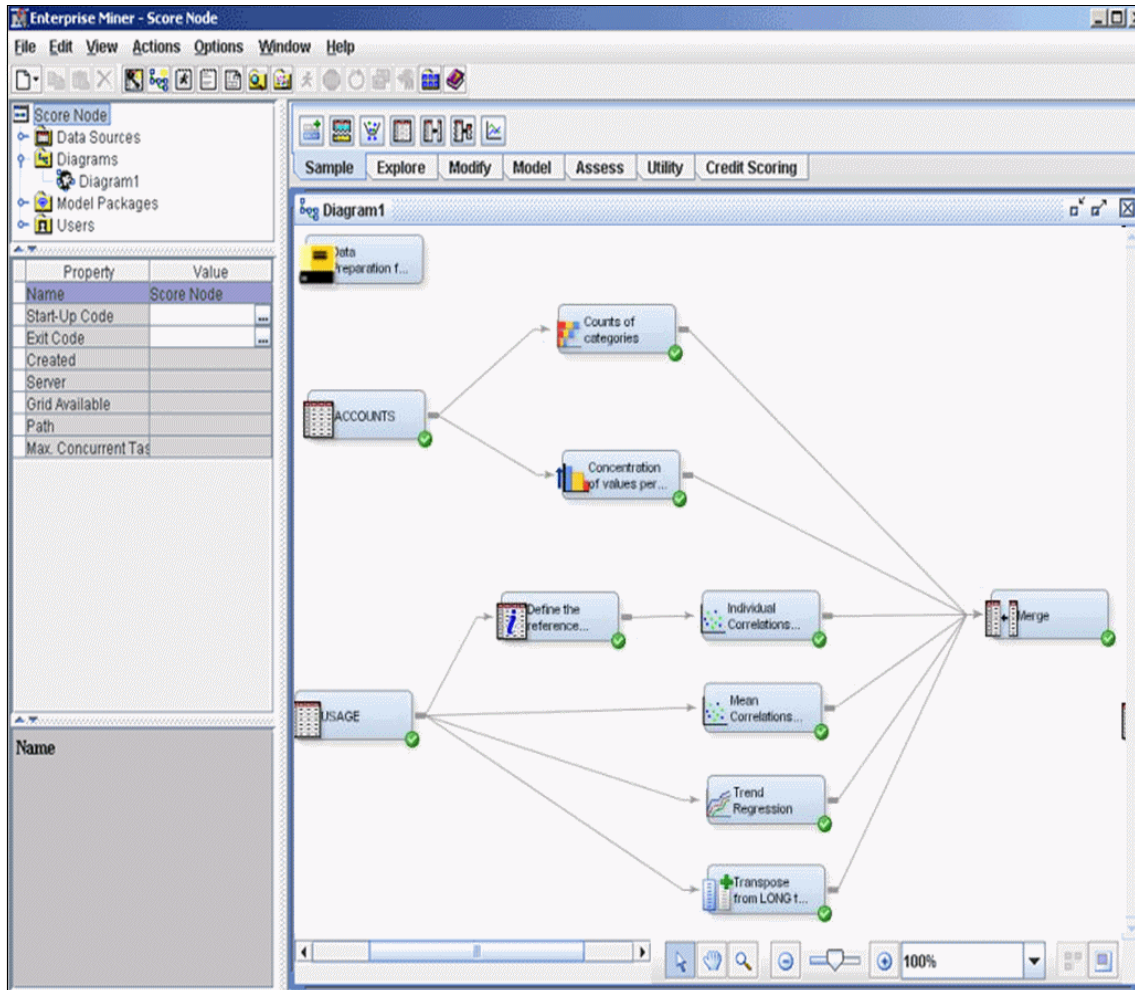 Enterprise Miner - Score Node
File Edit View Actions Options Window Help
Score Node
Data Sources
Diagrams
Diagram1
Model Packages
Users
Property Value
Name Score Node
Start-Up Code ...
Exit Code ...
Created
Server
Grid Available
Path
Max. Concurrent Tas
Name
Sample Explore Modify Model Assess Utility Credit Scoring
Diagram1
Data
Preparation f...
Counts of
categories
ACCOUNTS
Concentration
of values per...
Define the
reference...
Individual
Correlations...
Merge
USAGE
Mean
Correlations...
Trend
Regression
Transpose
from LONG t...
100%